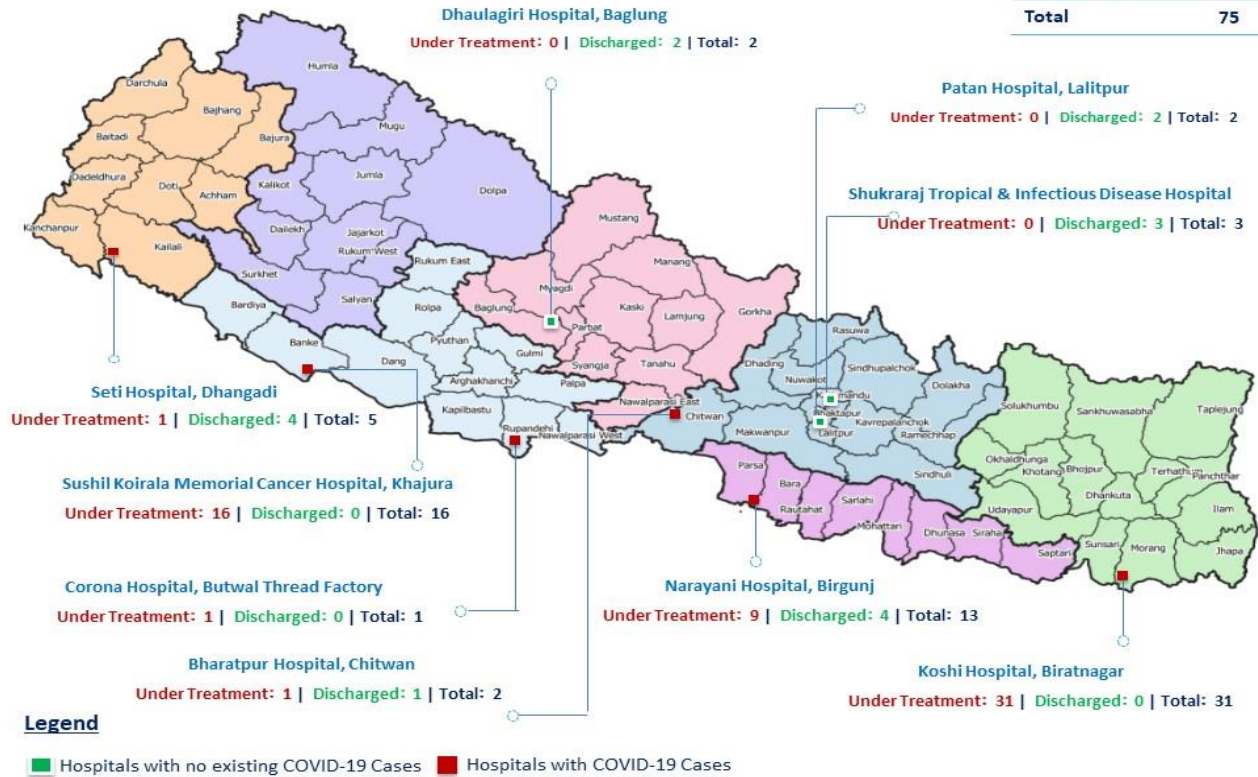 Total 75
Dhaulagiri Hospital, Baglung
Under Treatment: 0 | Discharged: 2 | Total: 2
Patan Hospital, Lalitpur
Under Treatment: 0 | Discharged: 2 | Total: 2
Shukraraj Tropical & Infectious Disease Hospital
Under Treatment: 0 | Discharged: 3 | Total: 3
Darchula
Bajhang
Baitadi
Bajura
Dadeldhura
Doti
Achham
Kanchanpur
Kailali
Humla
Mugu
Jumla
Kalikot
Dolpa
Dailekh
Jajarkot
Rukum West
Surkhet
Salyan
Rukum East
Rolpa
Bardiya
Banke
Dang
Pyuthan
Gulmi
Arghakhanchi
Palpa
Kapilbastu
Rupandehi
Nawalparasi West
Mustang
Manang
Myagdi
Baglung
Kaski
Lamjung
Gorkha
Parbat
Syangja
Tanahu
Nawalparasi East
Rasuwa
Dhading
Sindhupalchok
Nuwakot
Dolakha
Chitwan
Kavrepalanchok
Makwanpur
Lalitpur
Ramechhap
Sindhuli
Parsa
Bara
Rautahat
Sarlahi
Mohattari
Dhunasa
Siraha
Saptari
Solukhumbu
Sankhuwasabha
Taplejung
Okhaldhunga
Khotang
Bhojpur
Panchthar
Dhankuta
Udayapur
Ilam
Sunsari
Morang
Jhapa
Seti Hospital, Dhangadi
Under Treatment: 1 | Discharged: 4 | Total: 5
Sushil Koirala Memorial Cancer Hospital, Khajura
Under Treatment: 16 | Discharged: 0 | Total: 16
Corona Hospital, Butwal Thread Factory
Under Treatment: 1 | Discharged: 0 | Total: 1
Narayani Hospital, Birgunj
Under Treatment: 9 | Discharged: 4 | Total: 13
Bharatpur Hospital, Chitwan
Under Treatment: 1 | Discharged: 1 | Total: 2
Koshi Hospital, Biratnagar
Under Treatment: 31 | Discharged: 0 | Total: 31
Legend
Hospitals with no existing COVID-19 Cases
Hospitals with COVID-19 Cases